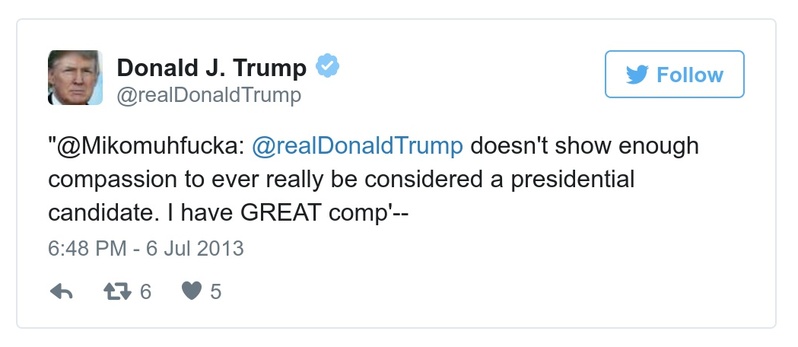 Donald J. Trump
@realDonaldTrump
Follow
"@Mikomuhfucka: @realDonaldTrump doesn't show enough
compassion to ever really be considered a presidential
candidate. I have GREAT comp'--
6:48 PM - 6 Jul 2013
6 5